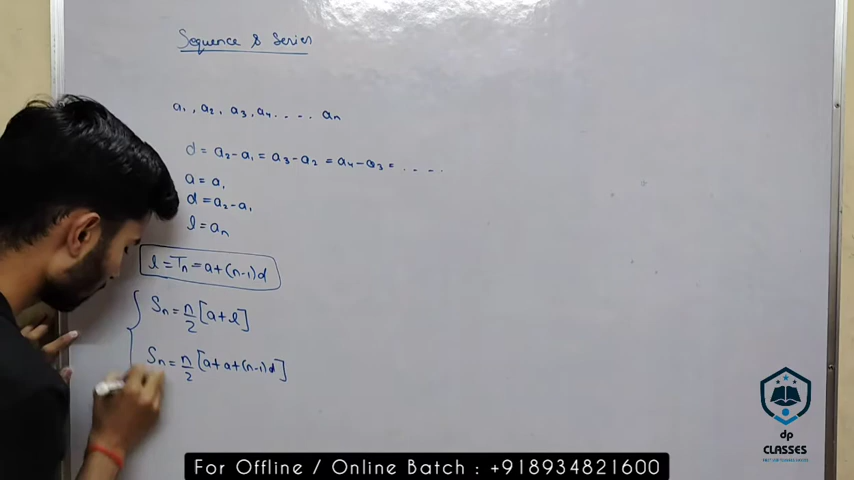 Sequence & Series
a₁, a₂, a₃, a₄ . . . . . aₙ
d = a₂-a₁ = a₃-a₂ = a₄-a₃ = . . . . .
a = a₁
d = a₂-a₁
l = aₙ
l = Tₙ = a+(n-1)d
Sₙ = n/2 [a+l]
Sₙ = n/2 [a+a+(n-1)d]
dp
CLASSES
For Offline / Online Batch : +918934821600